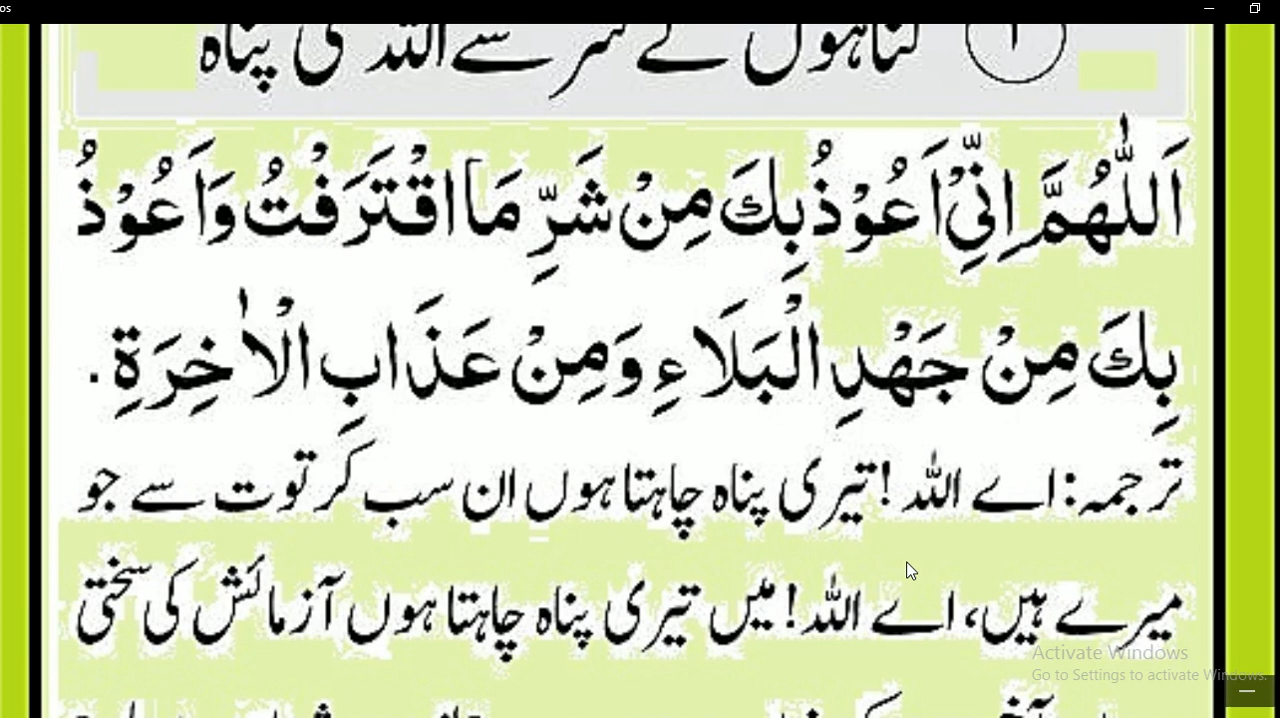 os
۱ گناہوں کے شر سے اللہ کی پناہ
اَللّٰهُمَّ اِنِّیْ اَعُوْذُ بِكَ مِنْ شَرِّ مَا اقْتَرَفْتُ وَاَعُوْذُ
بِكَ مِنْ جَهْدِ الْبَلَاءِ وَمِنْ عَذَابِ الْاٰخِرَةِ.
ترجمہ: اے اللہ! تیری پناہ چاہتا ہوں ان سب کرتوت سے جو
میرے ہیں، اے اللہ! میں تیری پناہ چاہتا ہوں آزمائش کی سختی
Activate Windows
Go to Settings to activate Windows.